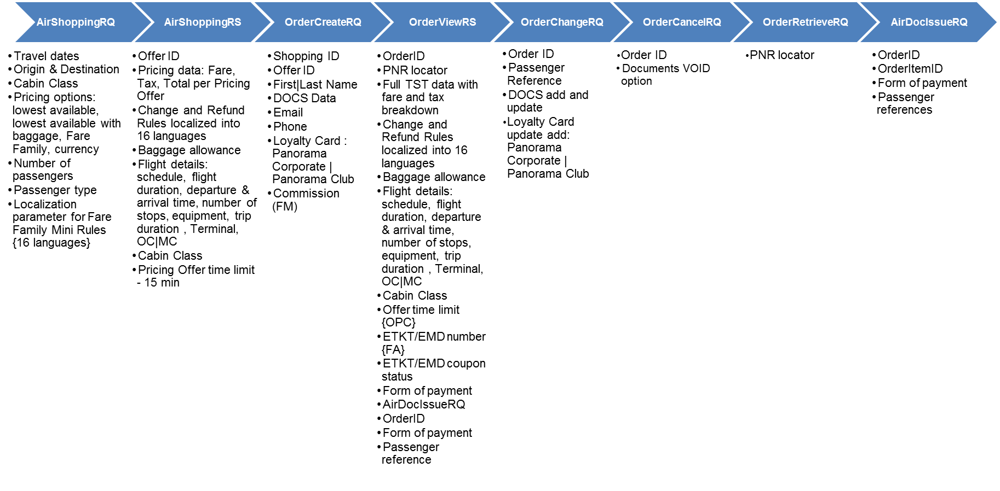 AirShoppingRQ
AirShoppingRS
OrderCreateRQ
OrderViewRS
OrderChangeRQ
OrderCancelRQ
OrderRetrieveRQ
AirDocIssueRQ
•Travel dates
•Origin & Destination
•Cabin Class
•Pricing options:
lowest available,
lowest available with
baggage, Fare
Family, currency
•Number of
passengers
•Passenger type
•Localization
parameter for Fare
Family Mini Rules
{16 languages}
•Offer ID
•Pricing data: Fare,
Tax, Total per Pricing
Offer
•Change and Refund
Rules localized into
16 languages
•Baggage allowance
•Flight details:
schedule, flight
duration, departure &
arrival time, number of
stops, equipment, trip
duration , Terminal,
OC|MC
•Cabin Class
•Pricing Offer time limit
- 15 min
•Shopping ID
•Offer ID
•First|Last Name
•DOCS Data
•Email
•Phone
•Loyalty Card :
Panorama
Corporate |
Panorama Club
•Commission
(FM)
•OrderID
•PNR locator
•Full TST data with
fare and tax
breakdown
•Change and
Refund Rules
localized into 16
languages
•Baggage allowance
•Flight details:
schedule, flight
duration, departure
& arrival time,
number of stops,
equipment, trip
duration , Terminal,
OC|MC
•Cabin Class
•Offer time limit
{OPC}
•ETKT/EMD number
{FA}
•ETKT/EMD coupon
status
•Form of payment
•AirDocIssueRQ
•OrderID
•Form of payment
•Passenger
reference
•Order ID
•Passenger
Reference
•DOCS add and
update
•Loyalty Card
update add:
Panorama
Corporate |
Panorama Club
•Order ID
•Documents VOID
option
•PNR locator
•OrderID
•OrderItemID
•Form of payment
•Passenger
references